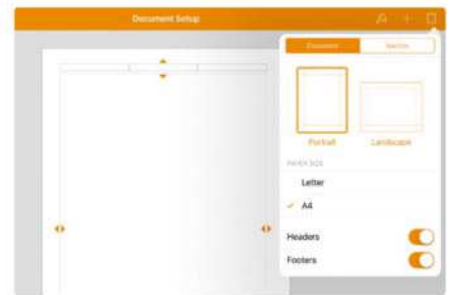 Document Setup
Document
Section
Portrait
Landscape
PAPER SIZE
Letter
A4
Headers
Footers